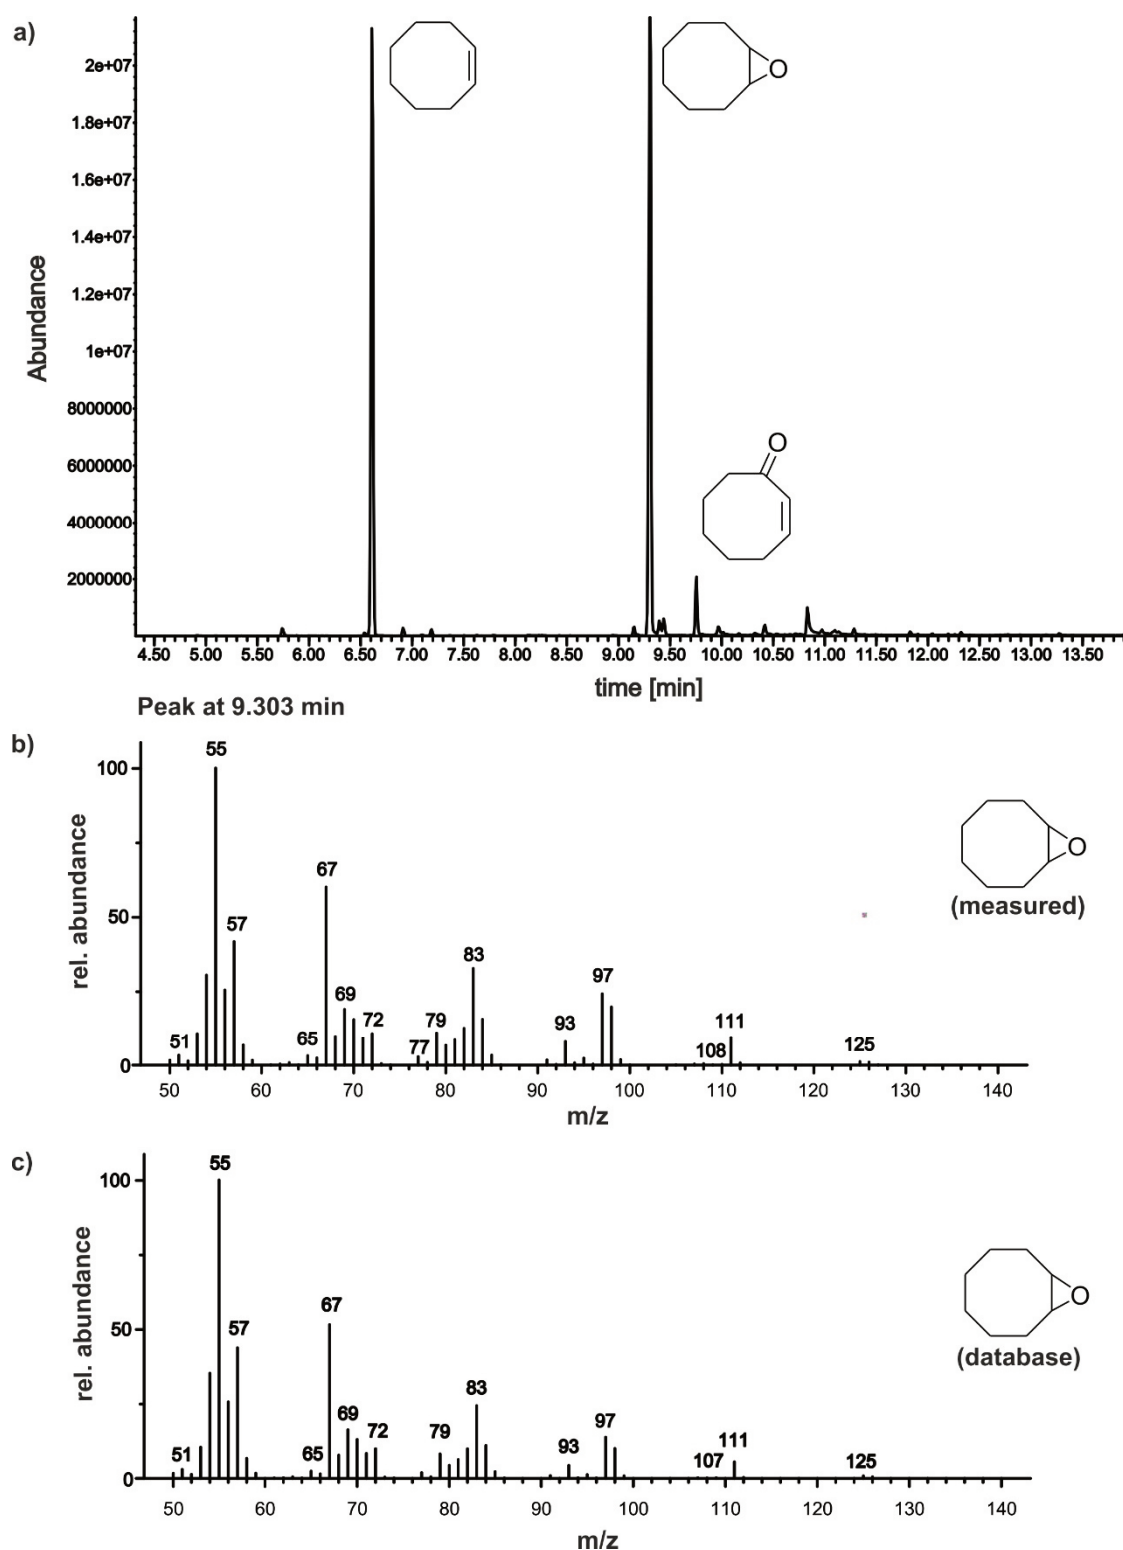 a)
Abundance
2e+07
1.8e+07
1.6e+07
1.4e+07
1.2e+07
1e+07
8000000
6000000
4000000
2000000
O
O
4.50 5.00 5.50 6.00 6.50 7.00 7.50 8.00 8.50 9.00 9.50 10.00 10.50 11.00 11.50 12.00 12.50 13.00 13.50
time [min]
Peak at 9.303 min
b)
rel. abundance
100
50
0
55
67
57
83
97
69
93
51
65
72
77
79
108
111
125
O
(measured)
50 60 70 80 90 100 110 120 130 140
m/z
c)
rel. abundance
100
50
0
55
67
57
83
69
72
97
51
65
79
93
107
111
125
O
(database)
50 60 70 80 90 100 110 120 130 140
m/z